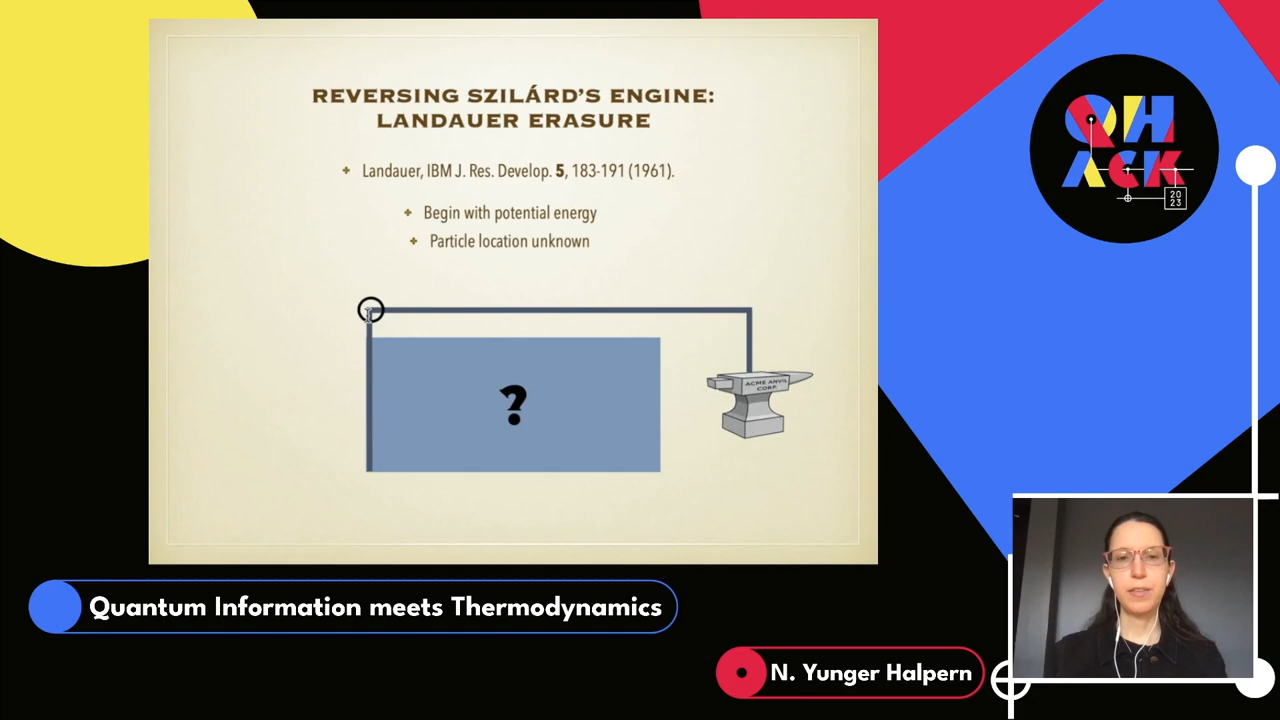 REVERSING SZILÁRD'S ENGINE:
LANDAUER ERASURE
Landauer, IBM J. Res. Develop. 5, 183-191 (1961).
Begin with potential energy
Particle location unknown
?
ACME ANVIL
CORP.
QH
ACK
20
23
Quantum Information meets Thermodynamics
N. Yunger Halpern